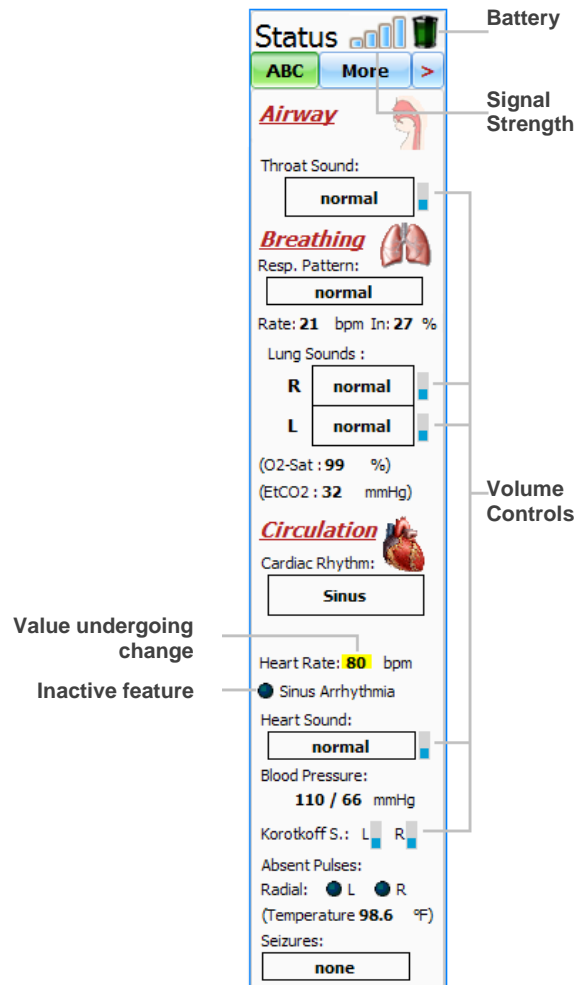 Battery
Status
ABC More >
Signal
Strength
Airway
Throat Sound:
normal
Breathing
Resp. Pattern:
normal
Rate: 21 bpm In: 27 %
Lung Sounds :
R normal
L normal
(O2-Sat : 99 %)
(EtCO2 : 32 mmHg)
Volume
Controls
Circulation
Cardiac Rhythm:
Sinus
Value undergoing
change
Heart Rate: 80 bpm
Inactive feature
Sinus Arrhythmia
Heart Sound:
normal
Blood Pressure:
110 / 66 mmHg
Korotkoff S.: L R
Absent Pulses:
Radial: L R
(Temperature 98.6 ºF)
Seizures:
none